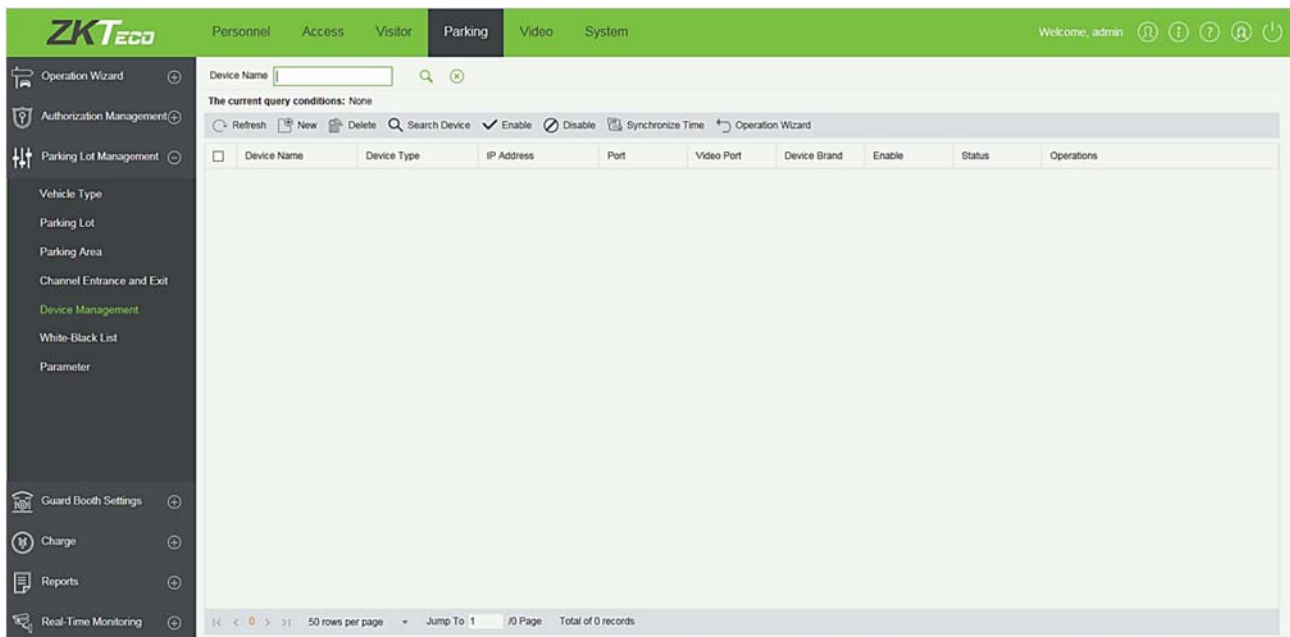 ZKTECO
Personnel Access Visitor Parking Video System
Welcome, admin
Operation Wizard
Authorization Management
Parking Lot Management
Vehicle Type
Parking Lot
Parking Area
Channel Entrance and Exit
Device Management
White-Black List
Parameter
Guard Booth Settings
Charge
Reports
Real-Time Monitoring
Device Name
The current query conditions: None
Refresh New Delete Search Device Enable Disable Synchronize Time Operation Wizard
Device Name Device Type IP Address Port Video Port Device Brand Enable Status Operations
|< < 0 > >| 50 rows per page Jump To 1 /0 Page Total of 0 records